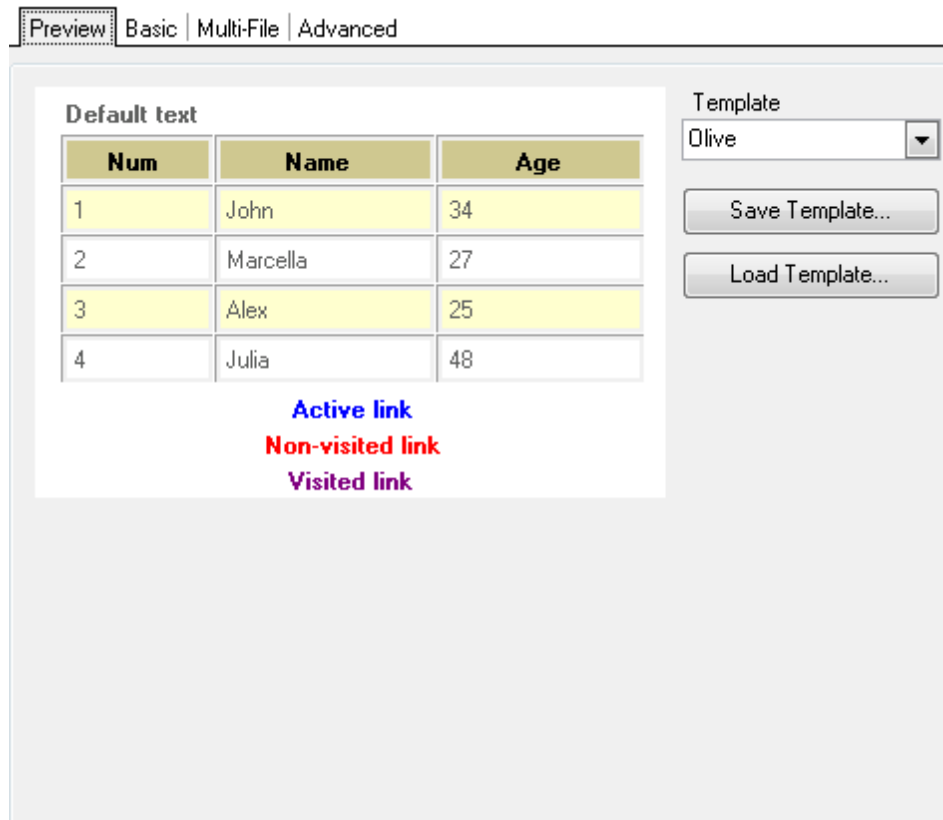 Preview Basic Multi-File Advanced
Default text
Num Name Age
1 John 34
2 Marcella 27
3 Alex 25
4 Julia 48
Active link
Non-visited link
Visited link
Template
Olive
Save Template...
Load Template...